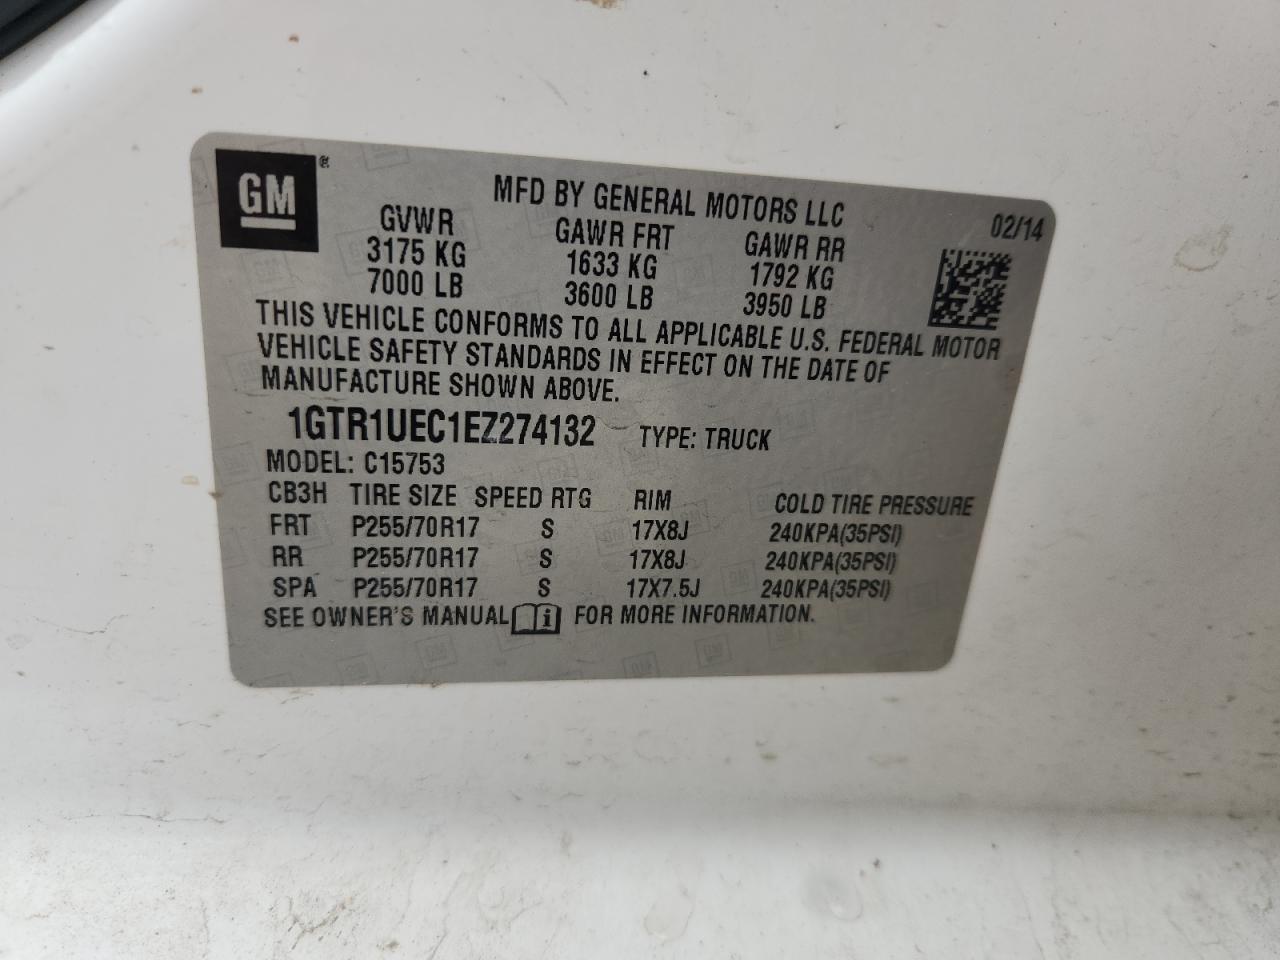 GM®
MFD BY GENERAL MOTORS LLC
02/14
GVWR GAWR FRT GAWR RR
3175 KG 1633 KG 1792 KG
7000 LB 3600 LB 3950 LB
THIS VEHICLE CONFORMS TO ALL APPLICABLE U.S. FEDERAL MOTOR
VEHICLE SAFETY STANDARDS IN EFFECT ON THE DATE OF
MANUFACTURE SHOWN ABOVE.
1GTR1UEC1EZ274132 TYPE: TRUCK
MODEL: C15753
CB3H TIRE SIZE SPEED RTG RIM COLD TIRE PRESSURE
FRT P255/70R17 S 17X8J 240KPA(35PSI)
RR P255/70R17 S 17X8J 240KPA(35PSI)
SPA P255/70R17 S 17X7.5J 240KPA(35PSI)
SEE OWNER'S MANUAL i FOR MORE INFORMATION.